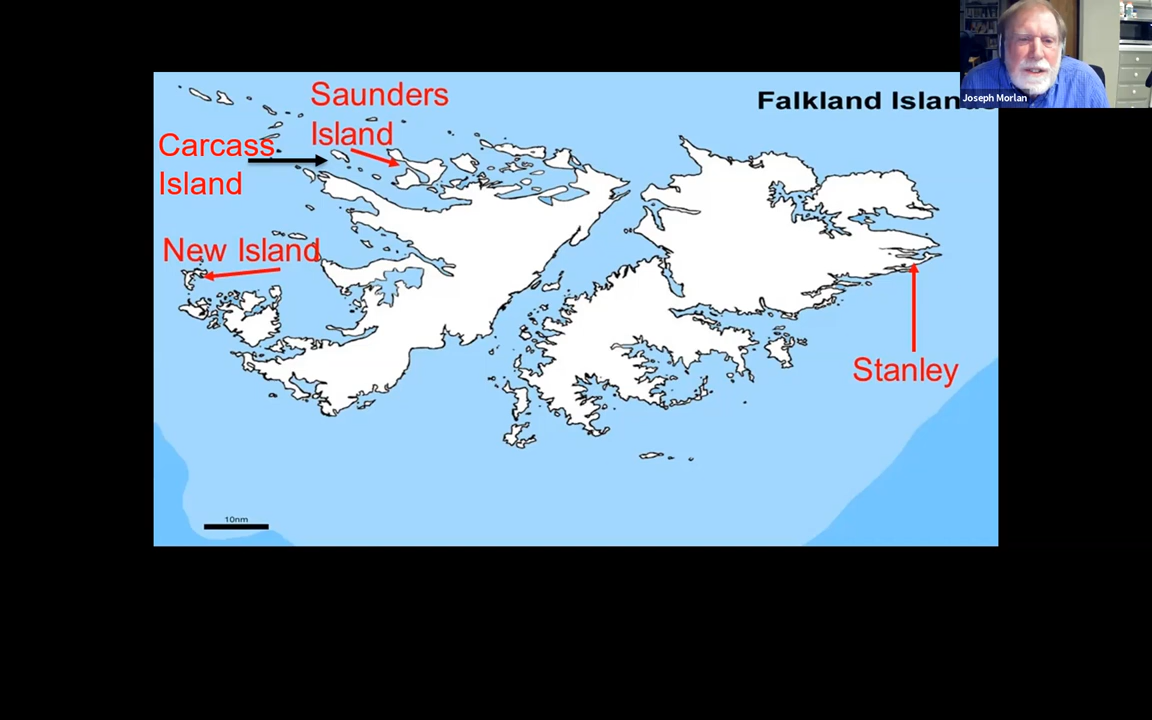 Saunders
Island
Falkland Islan
Joseph Morlan
Carcass
Island
New Island
Stanley
10nm